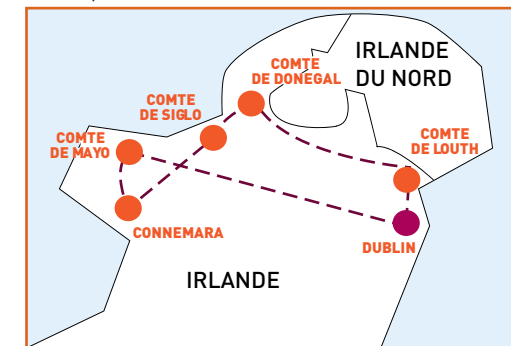 IRLANDE
DU NORD
COMTE
DE DONEGAL
COMTE
DE SIGLO
COMTE
DE MAYO
COMTE
DE LOUTH
CONNEMARA
DUBLIN
IRLANDE